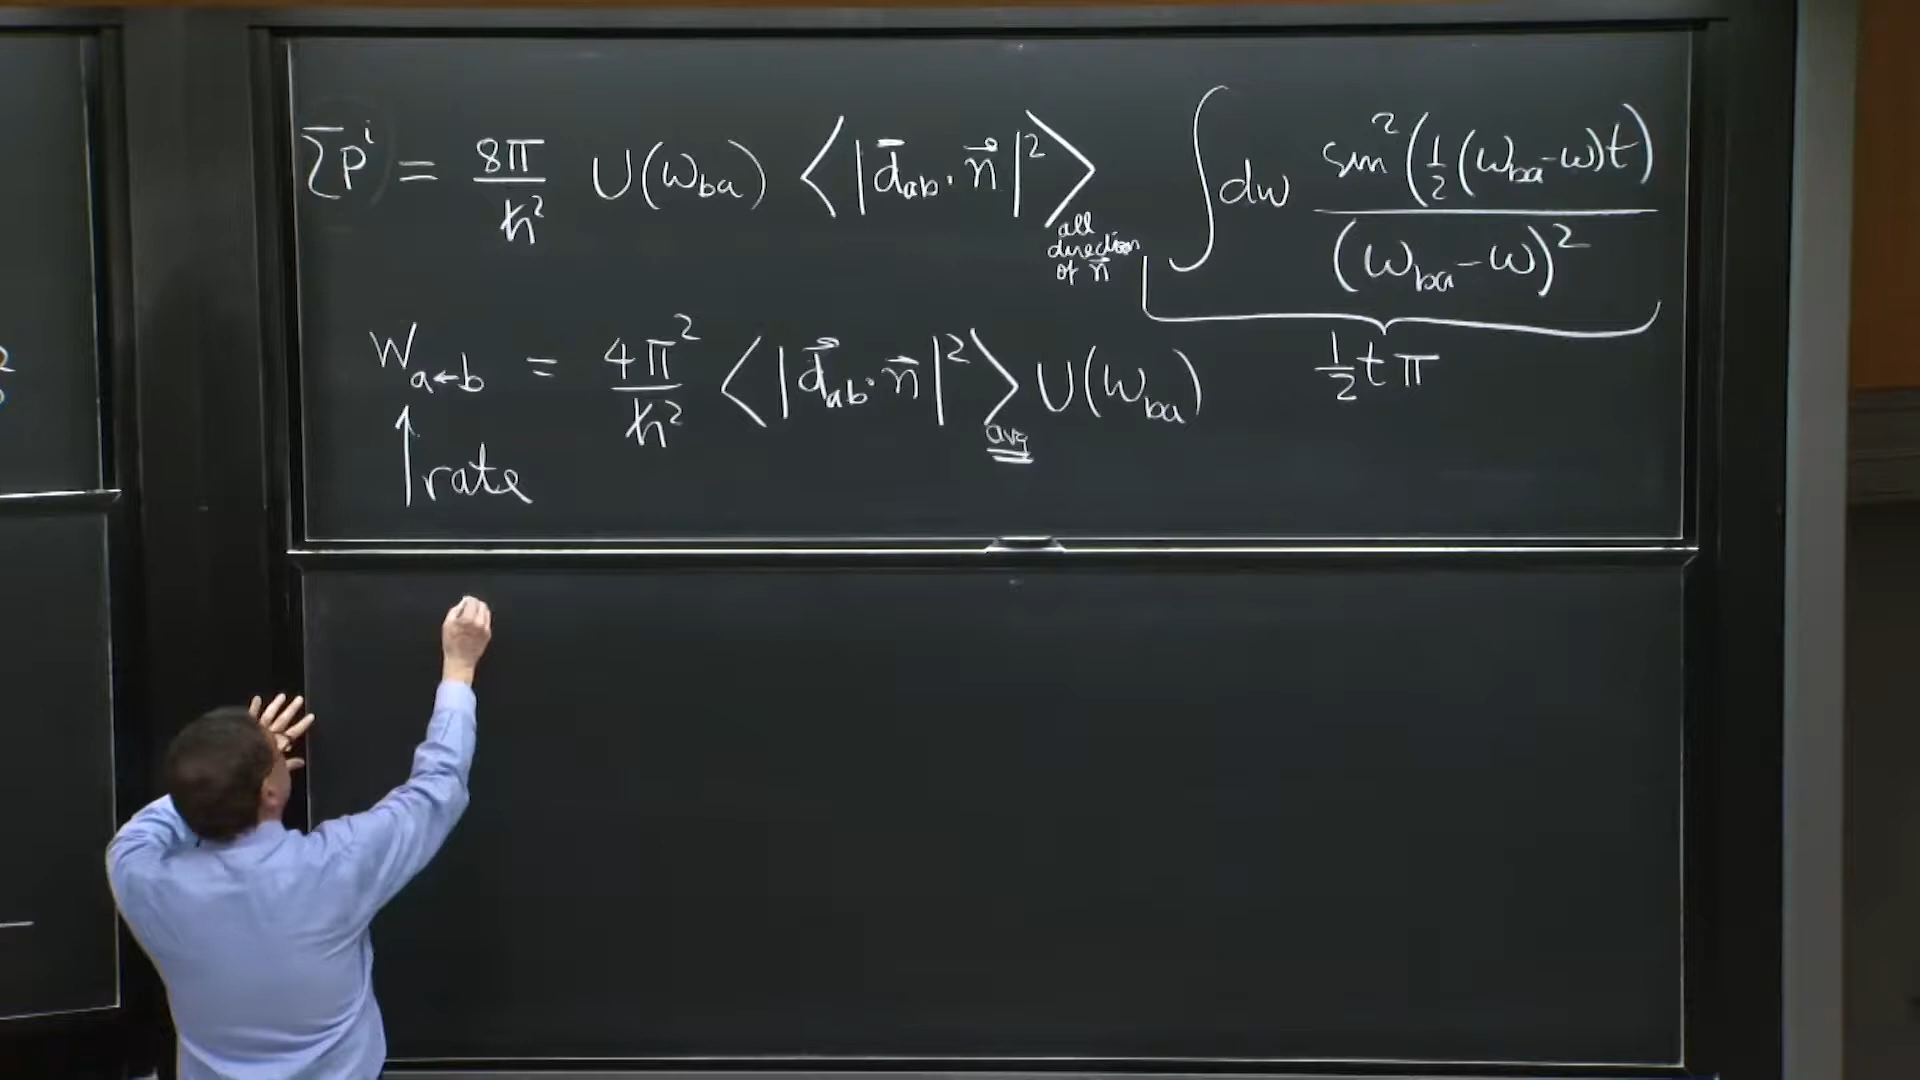 ∑ Pⁱ = 8π/ħ² U(ω_ba) ⟨|d⃗_ab · n⃗|²⟩ all direction of n⃗ ∫dω sin²(½(ω_ba-ω)t)/(ω_ba-ω)²
W_a←b = 4π²/ħ² ⟨|d⃗_ab · n⃗|²⟩ avg U(ω_ba) ½tπ
↑rate